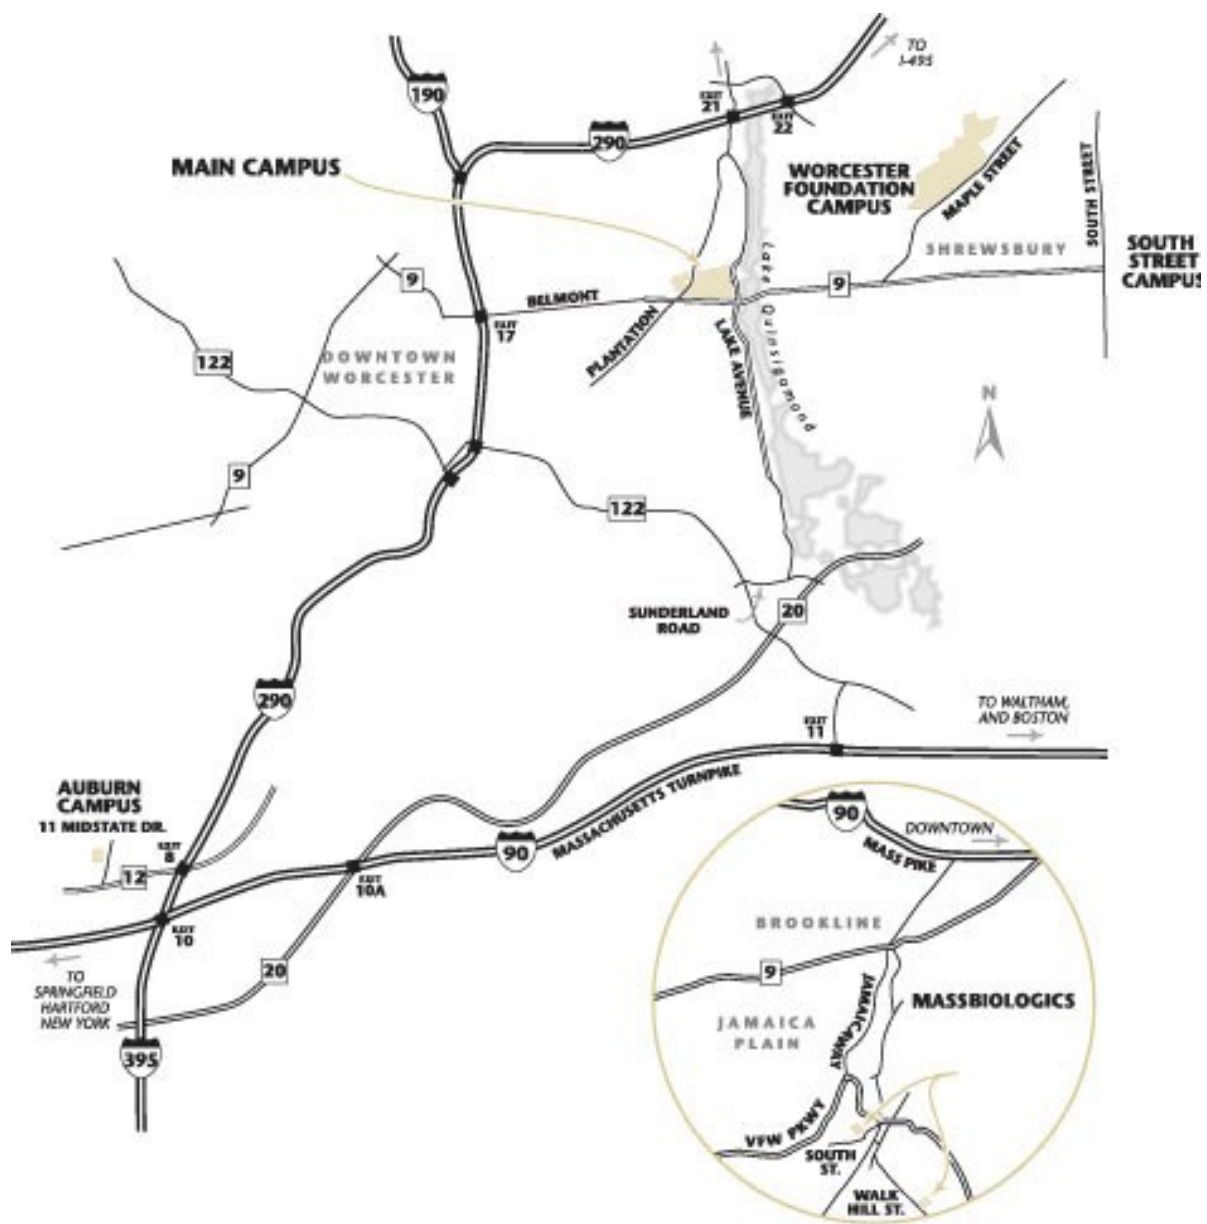 TO
I-495
190
EXIT
21
EXIT
22
290
MAIN CAMPUS
WORCESTER
FOUNDATION
CAMPUS
MAPLE STREET
SOUTH STREET
SHREWSBURY
SOUTH
STREET
CAMPUS
Lake Quinsigamond
9
9
BELMONT
EXIT
17
PLANTATION
LAKE AVENUE
122
DOWNTOWN
WORCESTER
N
9
122
SUNDERLAND
ROAD
20
290
TO WALTHAM,
AND BOSTON
EXIT
11
MASSACHUSETTS TURNPIKE
AUBURN
CAMPUS
11 MIDSTATE DR.
EXIT
8
12
90
EXIT
10A
EXIT
10
20
TO
SPRINGFIELD
HARTFORD
NEW YORK
395
90
DOWNTOWN
MASS PIKE
BROOKLINE
9
JAMAICAWAY
MASSBIOLOGICS
JAMAICA
PLAIN
VFW PKWY
SOUTH
ST.
WALK
HILL ST.